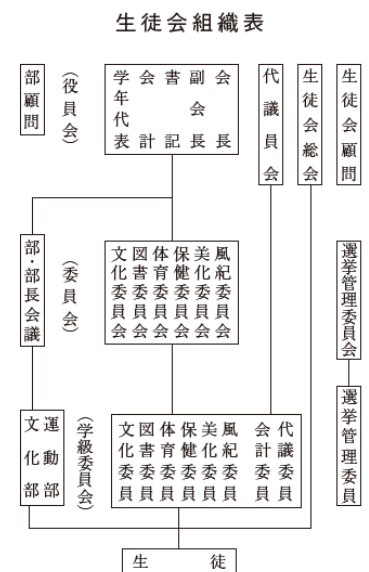 生徒会組織表
生徒会顧問
生徒会総会
代議員会
会長
副会長
書記
会計
学年代表
（役員会）
部顧問
選挙管理委員会
風紀委員会
美化委員会
保健委員会
体育委員会
図書委員会
文化委員会
（委員会）
部・部長会議
選挙管理委員
代議委員
会計委員
風紀委員
美化委員
保健委員
体育委員
図書委員
文化委員
（学級委員会）
運動部
文化部
生徒